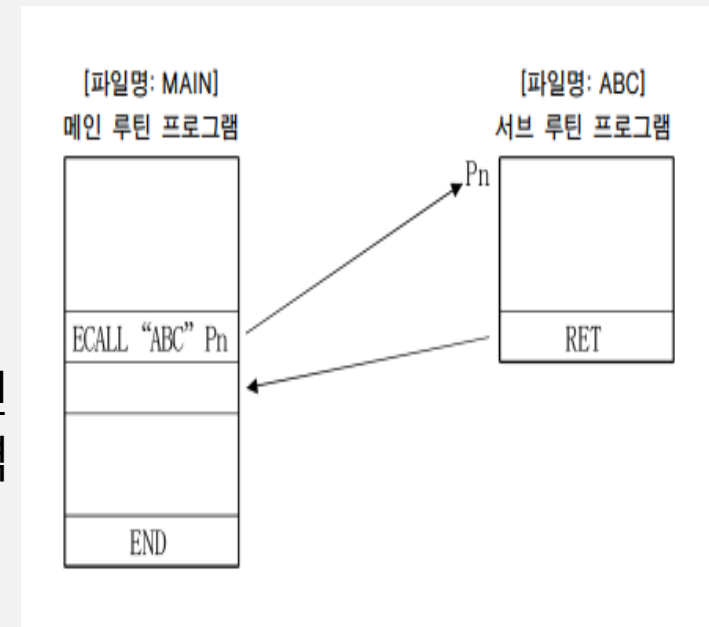 [파일명: MAIN]
메인 루틴 프로그램
[파일명: ABC]
서브 루틴 프로그램
Pn
ECALL “ABC” Pn
RET
END